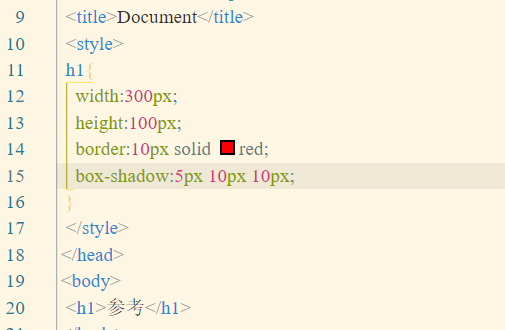 9 <title>Document</title>
10 <style>
11 h1{
12 width:300px;
13 height:100px;
14 border:10px solid red;
15 box-shadow:5px 10px 10px;
16 }
17 </style>
18 </head>
19 <body>
20 <h1>参考</h1>